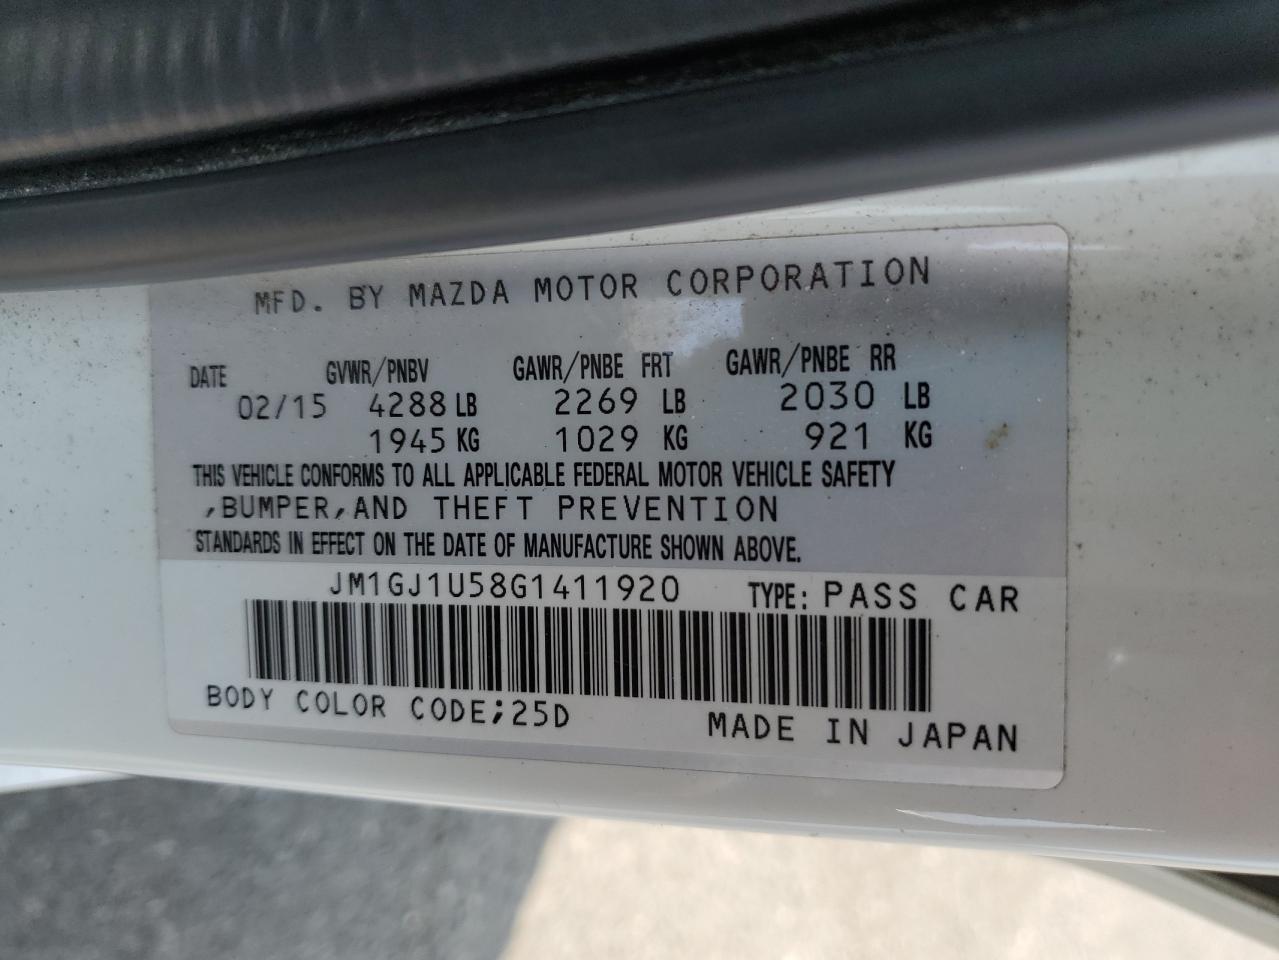 MFD. BY MAZDA MOTOR CORPORATION
DATE GVWR/PNBV GAWR/PNBE FRT GAWR/PNBE RR
02/15 4288 LB 2269 LB 2030 LB
1945 KG 1029 KG 921 KG
THIS VEHICLE CONFORMS TO ALL APPLICABLE FEDERAL MOTOR VEHICLE SAFETY
,BUMPER,AND THEFT PREVENTION
STANDARDS IN EFFECT ON THE DATE OF MANUFACTURE SHOWN ABOVE.
JM1GJ1U58G1411920 TYPE: PASS CAR
BODY COLOR CODE;25D MADE IN JAPAN